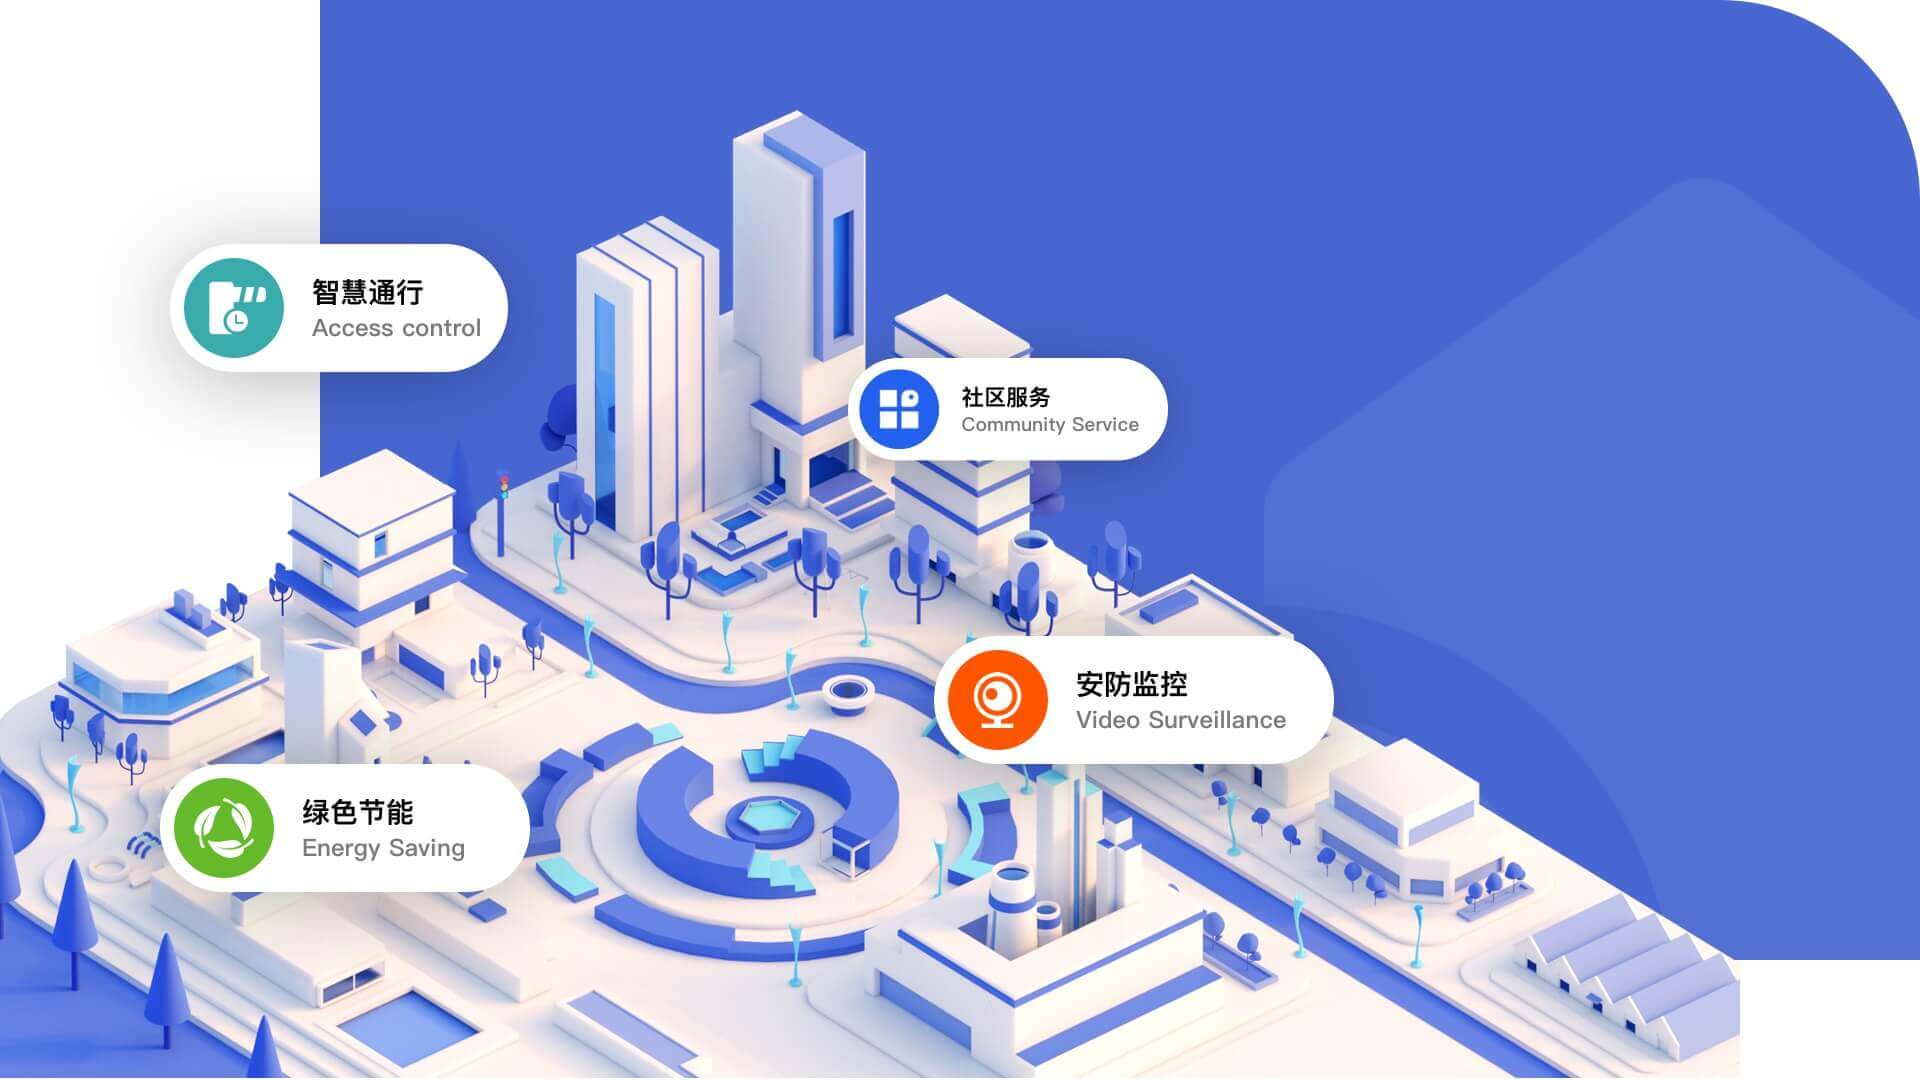 智慧通行
Access control
社区服务
Community Service
安防监控
Video Surveillance
绿色节能
Energy Saving